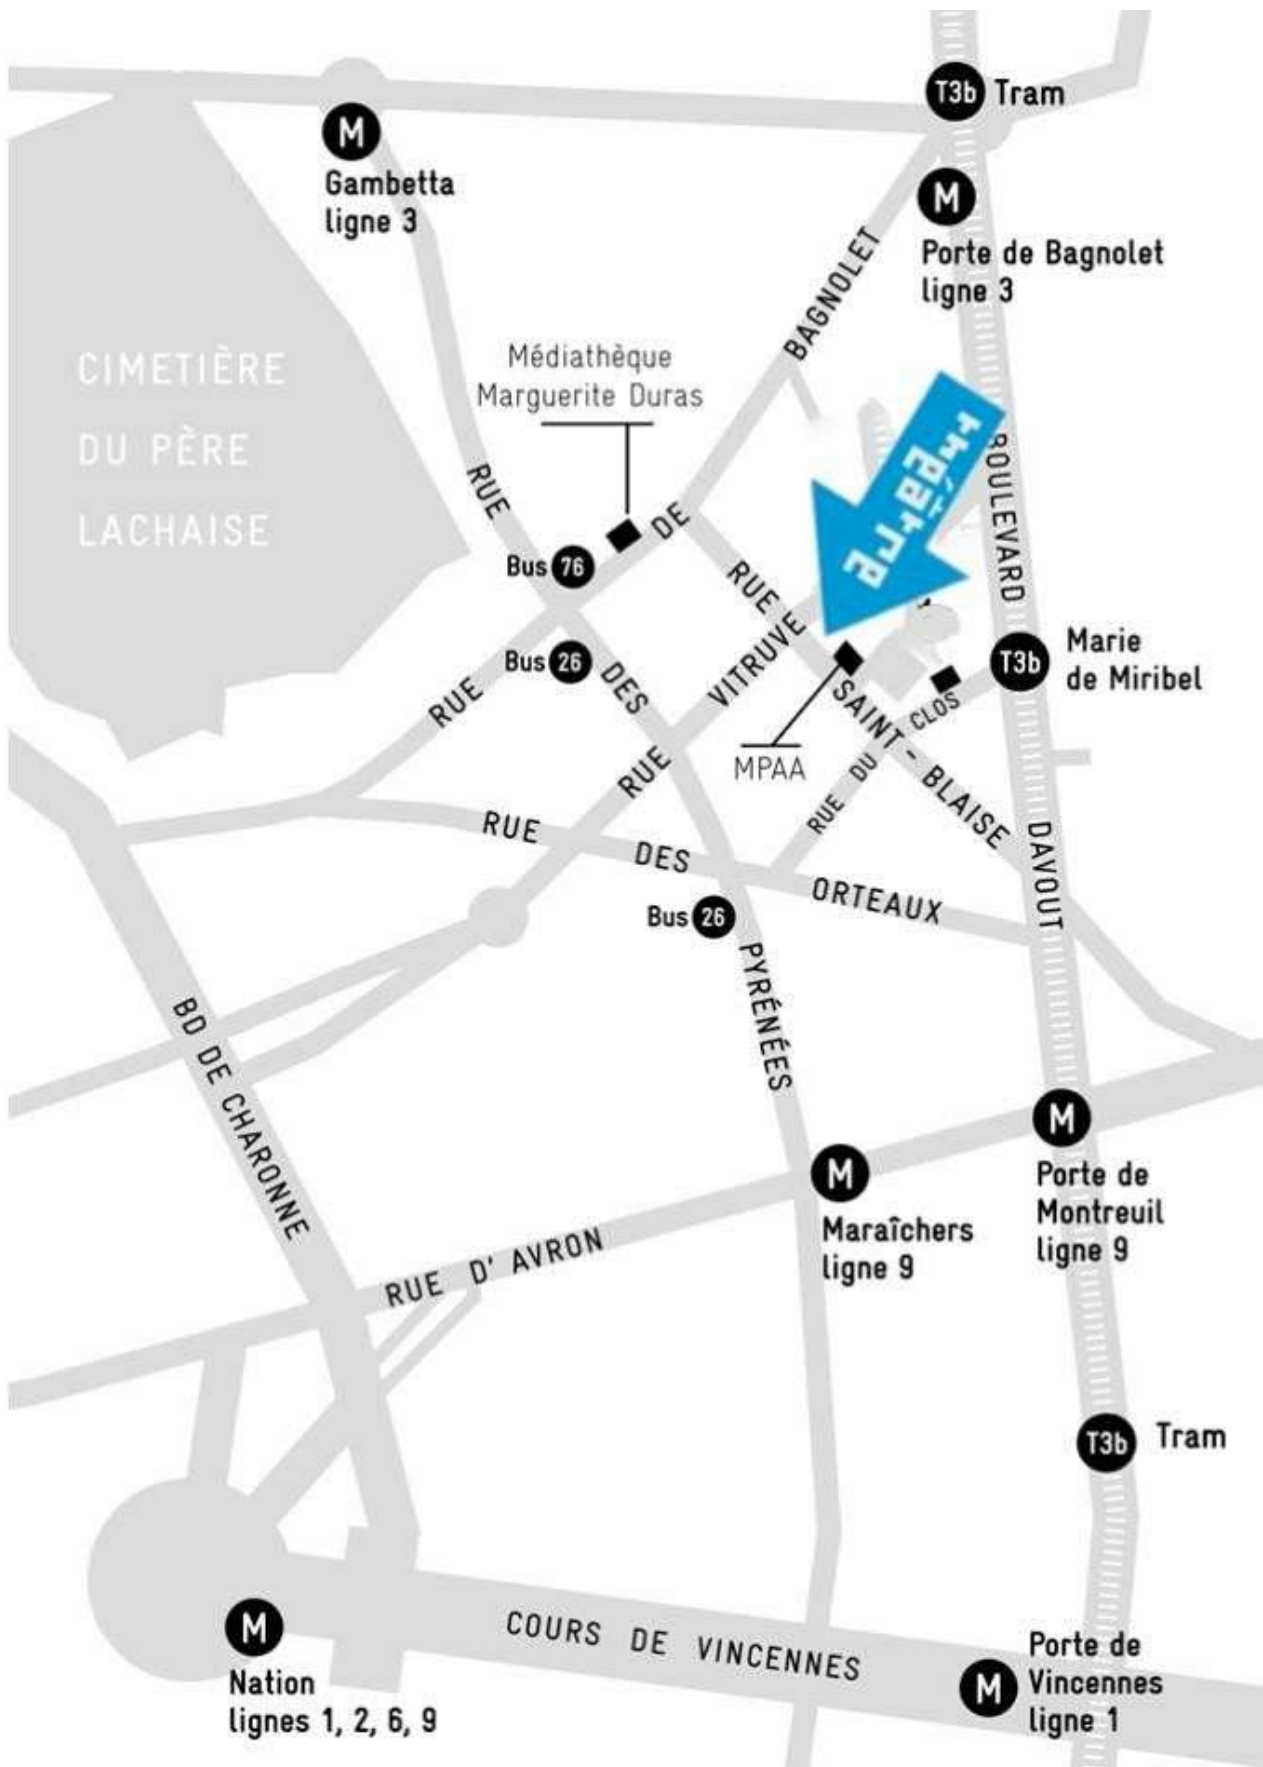 T3b Tram
M
Gambetta
ligne 3
M
Porte de Bagnolet
ligne 3
CIMETIÈRE
DU PÈRE
LACHAISE
Médiathèque
Marguerite Duras
RUE DE BAGNOLET
Bus 76
Bus 26
RUE DES PYRÉNÉES
RUE VITRUVE
RUE SAINT - BLAISE
MPAA
RUE DU CLOS
T3b
Marie
de Miribel
BOULEVARD DAVOUT
RUE DES ORTEAUX
Bus 26
BD DE CHARONNE
RUE D' AVRON
M
Maraîchers
ligne 9
M
Porte de
Montreuil
ligne 9
T3b Tram
COURS DE VINCENNES
M
Nation
lignes 1, 2, 6, 9
M
Porte de
Vincennes
ligne 1